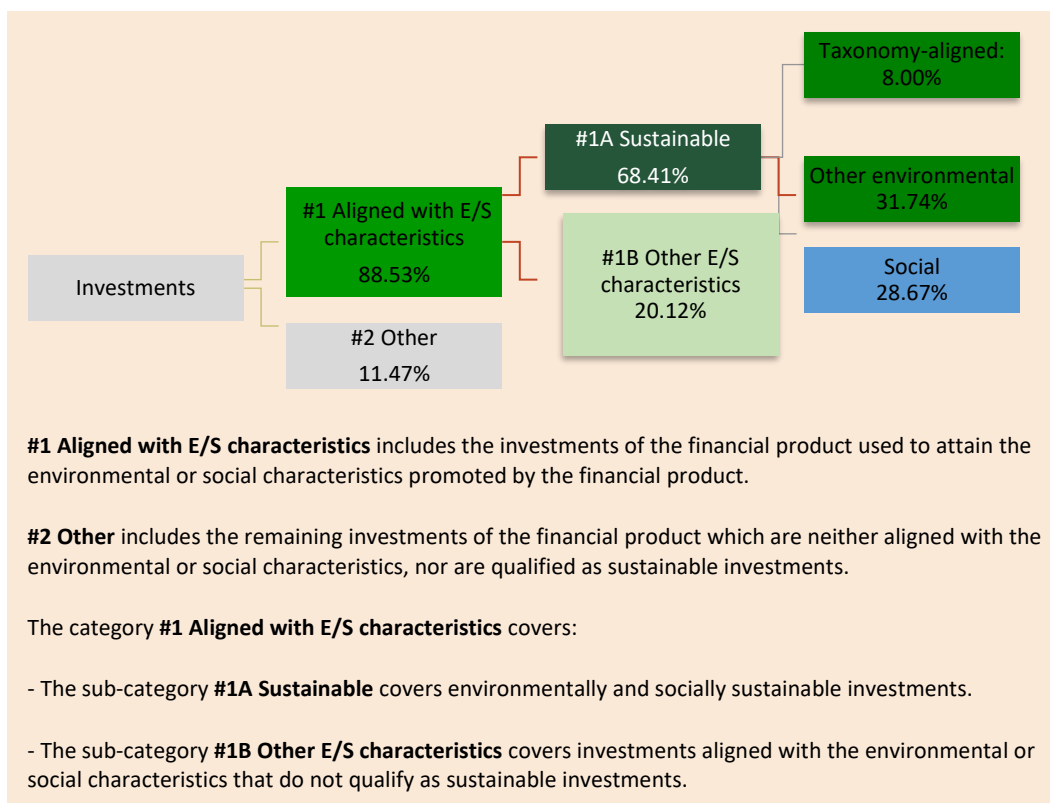 Taxonomy-aligned:
8.00%
#1A Sustainable
68.41%
Other environmental
31.74%
#1 Aligned with E/S
characteristics
88.53%
#1B Other E/S
characteristics
20.12%
Social
28.67%
Investments
#2 Other
11.47%
#1 Aligned with E/S characteristics includes the investments of the financial product used to attain the
environmental or social characteristics promoted by the financial product.
#2 Other includes the remaining investments of the financial product which are neither aligned with the
environmental or social characteristics, nor are qualified as sustainable investments.
The category #1 Aligned with E/S characteristics covers:
- The sub-category #1A Sustainable covers environmentally and socially sustainable investments.
- The sub-category #1B Other E/S characteristics covers investments aligned with the environmental or
social characteristics that do not qualify as sustainable investments.